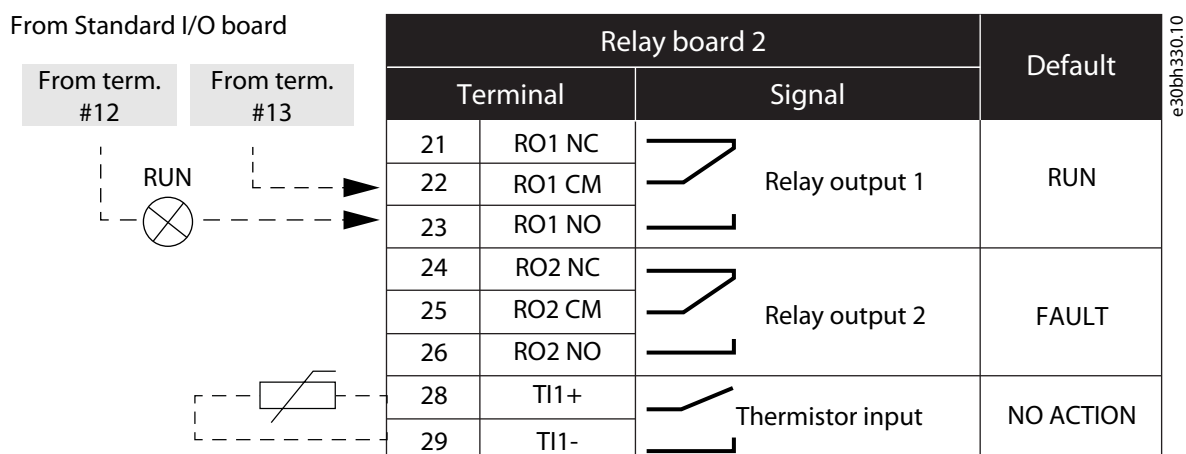 From Standard I/O board
From term.
#12
From term.
#13
RUN
Relay board 2
Default
Terminal
Signal
21 RO1 NC
22 RO1 CM
23 RO1 NO
Relay output 1
RUN
24 RO2 NC
25 RO2 CM
26 RO2 NO
Relay output 2
FAULT
28 TI1+
29 TI1-
Thermistor input
NO ACTION
e30bh330.10